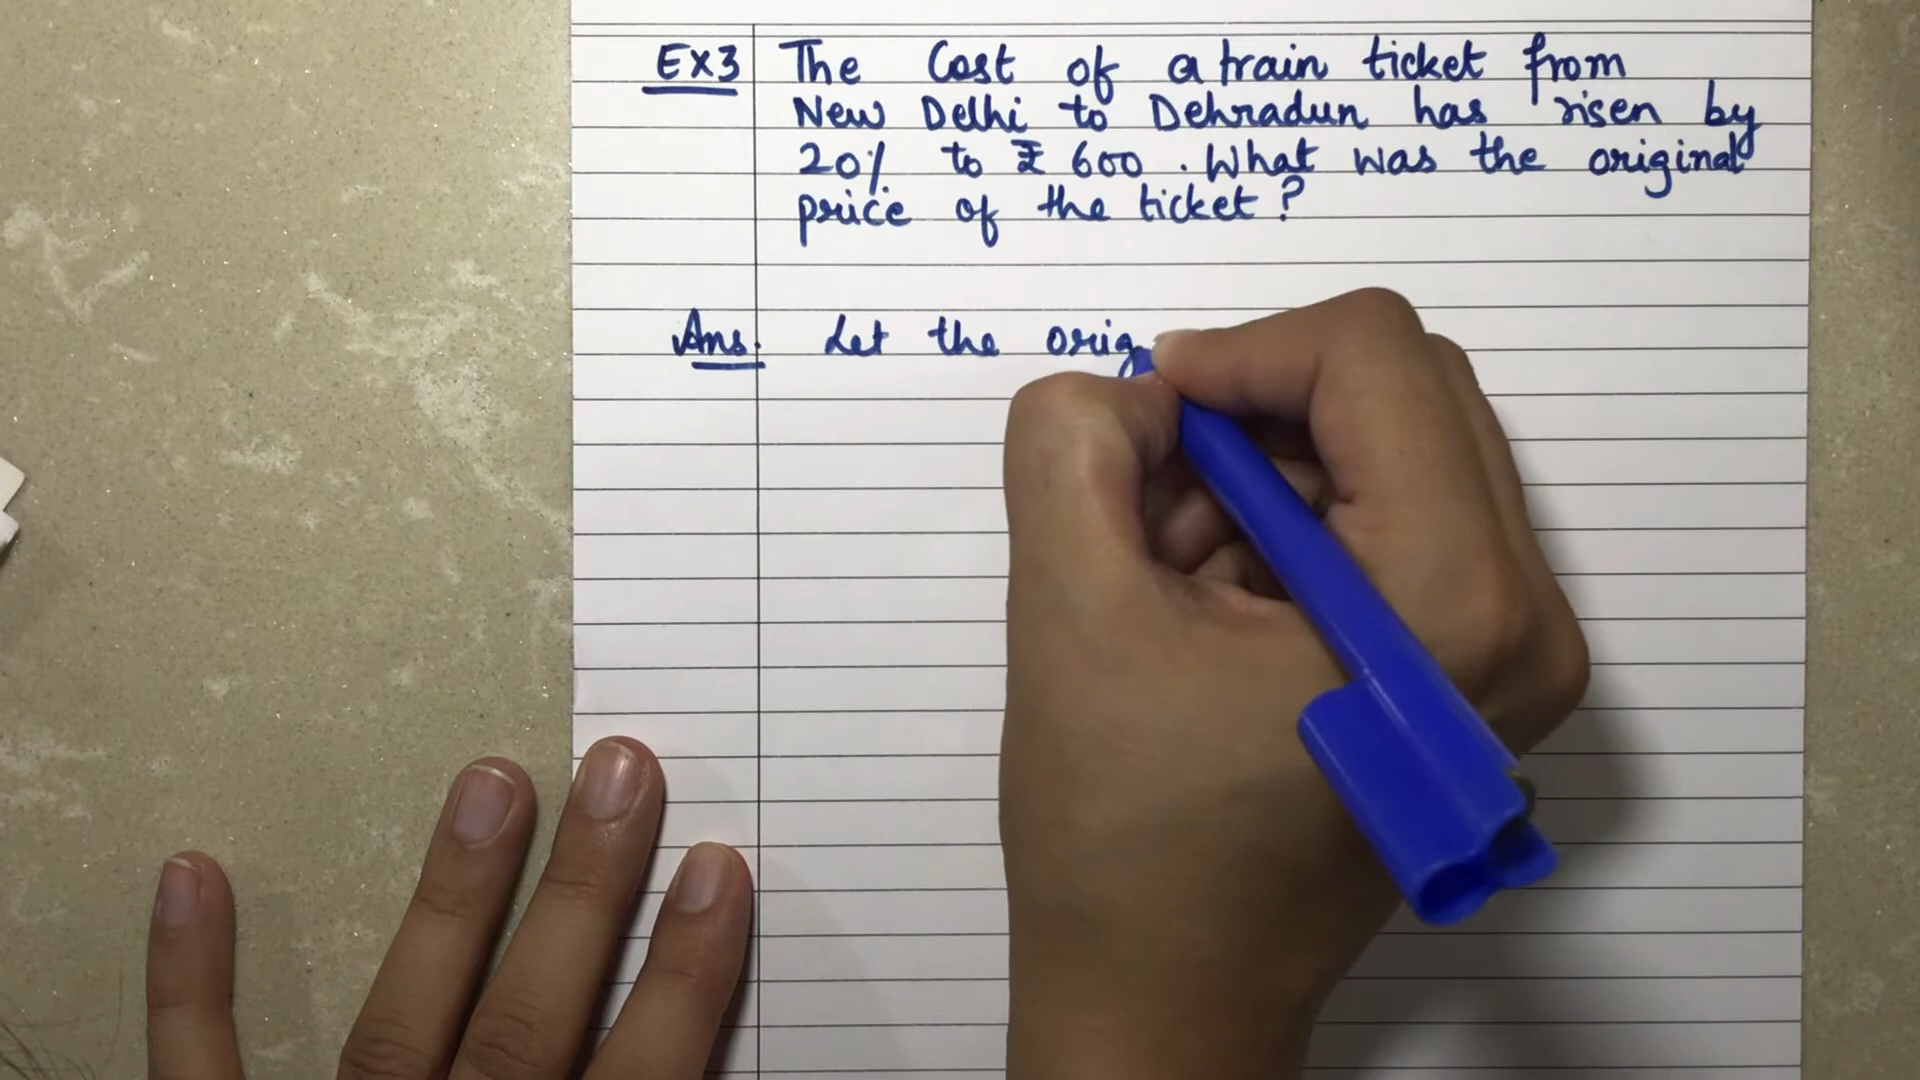 Ex3 The Cost of a train ticket from
New Delhi to Dehradun has risen by
20% to ₹ 600 . What was the original
price of the ticket?
Ans. Let the orig